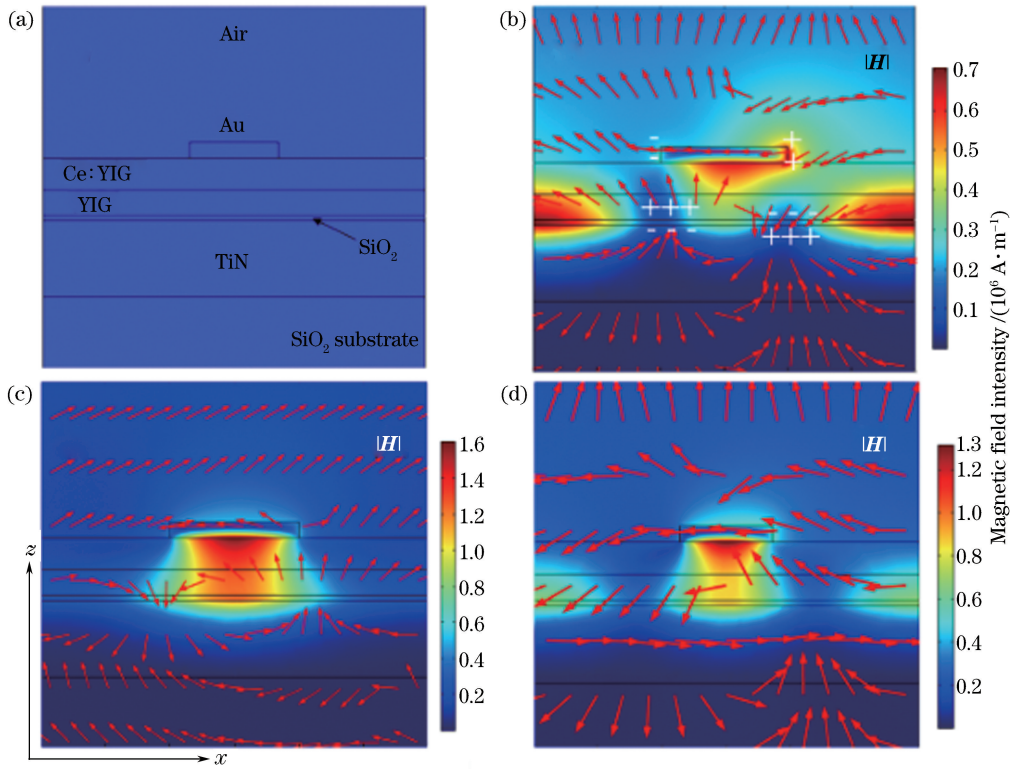 (a)
Air
Au
Ce:YIG
YIG
SiO2
TiN
SiO2 substrate
(b)
|H|
- - + + + + - - - - - + + + +
0.7
0.6
0.5
0.4
0.3
0.2
0.1
Magnetic field intensity /(10^6 A·m^-1)
(c)
|H|
1.6
1.4
1.2
1.0
0.8
0.6
0.4
0.2
z
x
(d)
|H|
1.3
1.2
1.0
0.8
0.6
0.4
0.2